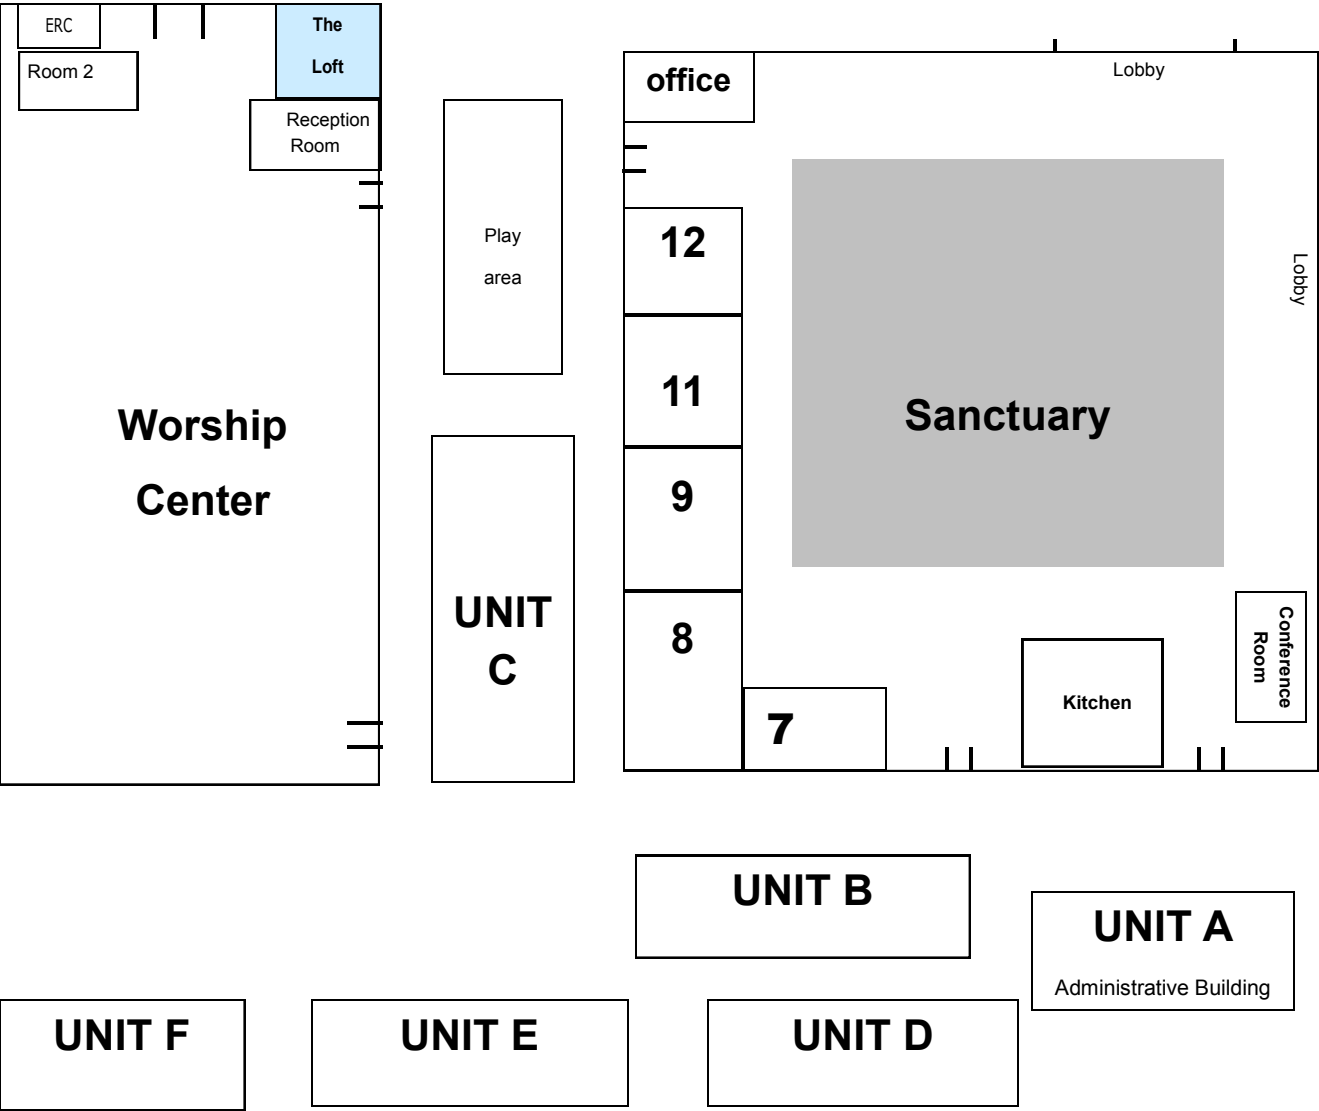 ERC
Room 2
The
Loft
Reception
Room
Worship
Center
Play
area
UNIT
C
office
Lobby
Lobby
12
11
9
8
7
Sanctuary
Kitchen
Conference
Room
UNIT B
UNIT A
Administrative Building
UNIT F
UNIT E
UNIT D